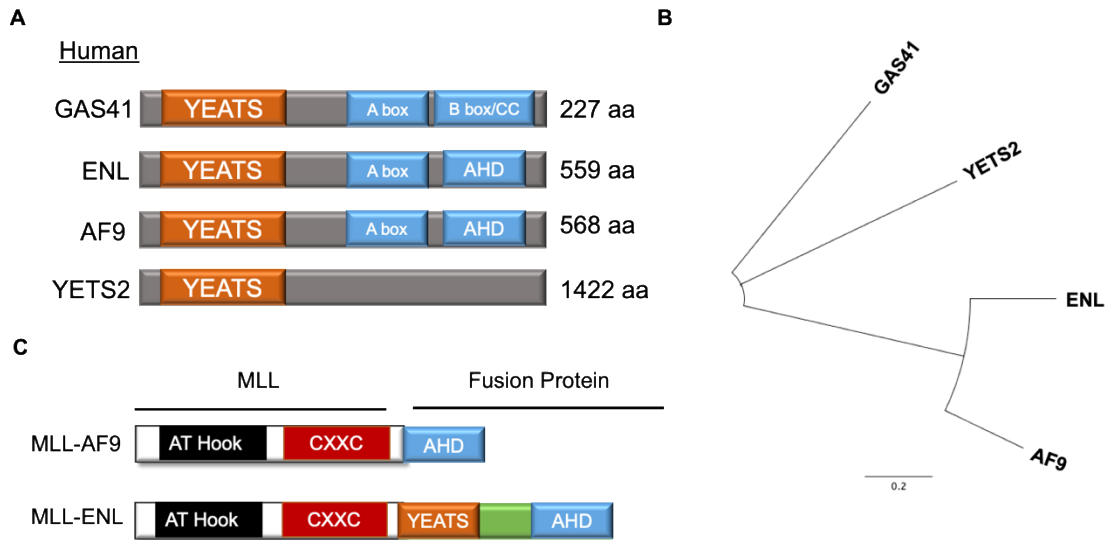 A
Human
GAS41 YEATS A box B box/CC 227 aa
ENL YEATS A box AHD 559 aa
AF9 YEATS A box AHD 568 aa
YETS2 YEATS 1422 aa
B
GAS41
YETS2
ENL
AF9
0.2
C
MLL Fusion Protein
MLL-AF9 AT Hook CXXC AHD
MLL-ENL AT Hook CXXC YEATS AHD